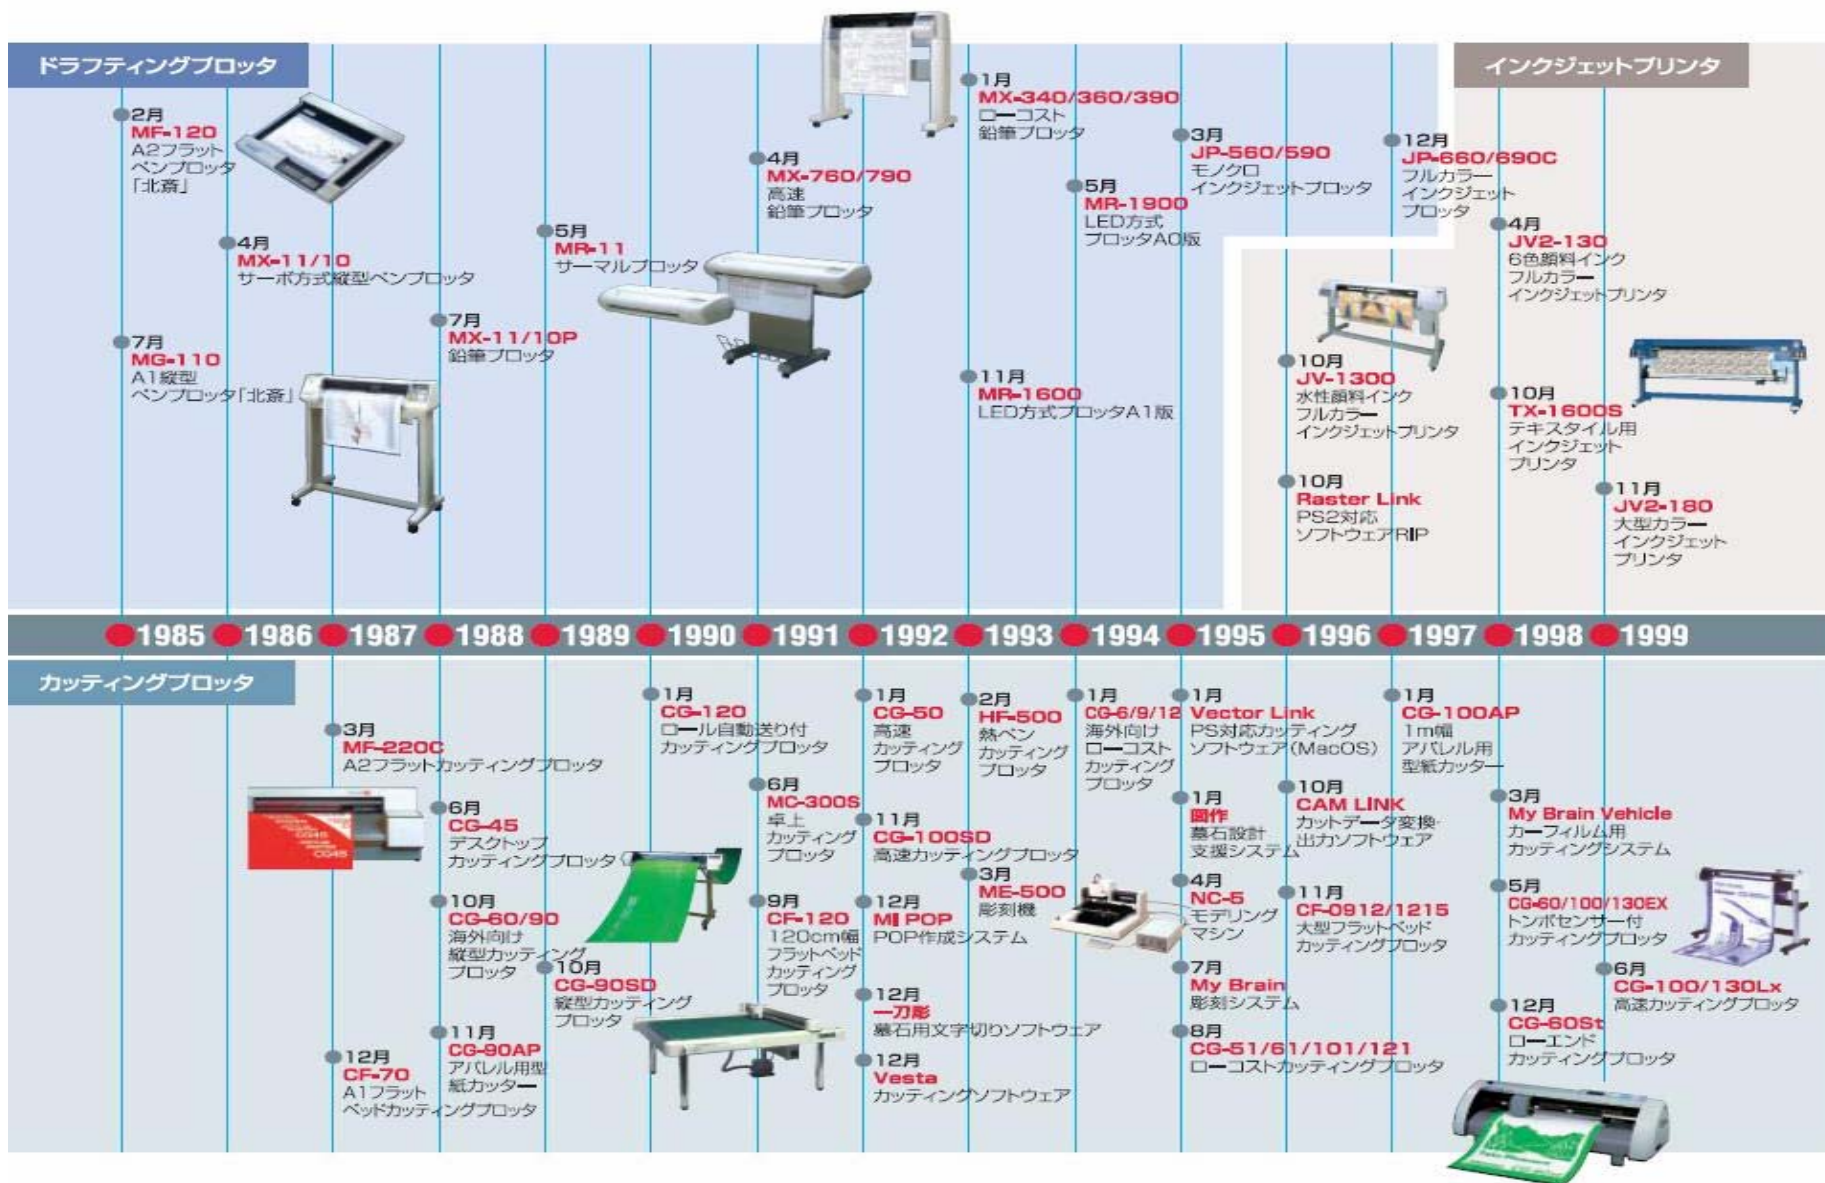 ドラフティングプロッタ
2月
MF-120
A2フラット
ペンプロッタ
「北斎」
7月
MG-110
A1縦型
ペンプロッタ「北斎」
4月
MX-11/10
サーボ方式縦型ペンプロッタ
7月
MX-11/10P
鉛筆プロッタ
5月
MR-11
サーマルプロッタ
4月
MX-760/790
高速
鉛筆プロッタ
1月
MX-340/360/390
ローコスト
鉛筆プロッタ
11月
MR-1600
LED方式プロッタA1版
5月
MR-1900
LED方式
プロッタA0版
3月
JP-560/590
モノクロ
インクジェットプロッタ
12月
JP-660/690C
フルカラー
インクジェット
プロッタ
インクジェットプリンタ
10月
JV-1300
水性顔料インク
フルカラー
インクジェットプリンタ
10月
Raster Link
PS2対応
ソフトウェアRIP
4月
JV2-130
6色顔料インク
フルカラー
インクジェットプリンタ
10月
TX-1600S
テキスタイル用
インクジェット
プリンタ
11月
JV2-180
大型カラー
インクジェット
プリンタ
1985 1986 1987 1988 1989 1990 1991 1992 1993 1994 1995 1996 1997 1998 1999
カッティングプロッタ
3月
MF-220C
A2フラットカッティングプロッタ
CG45
CG45
12月
CF-70
A1フラット
ベッドカッティングプロッタ
6月
CG-45
デスクトップ
カッティングプロッタ
10月
CG-60/90
海外向け
縦型カッティング
プロッタ
11月
CG-90AP
アパレル用型
紙カッター
10月
CG-90SD
縦型カッティング
プロッタ
1月
CG-120
ロール自動送り付
カッティングプロッタ
6月
MC-300S
卓上
カッティング
プロッタ
9月
CF-120
120cm幅
フラットベッド
カッティング
プロッタ
1月
CG-50
高速
カッティング
プロッタ
11月
CG-100SD
高速カッティングプロッタ
12月
MI POP
POP作成システム
12月
一刀彫
墓石用文字切りソフトウェア
12月
Vesta
カッティングソフトウェア
2月
HF-500
熱ペン
カッティング
プロッタ
3月
ME-500
彫刻機
1月
CG-6/9/12
海外向け
ローコスト
カッティング
プロッタ
1月
Vector Link
PS対応カッティング
ソフトウェア(MacOS)
1月
図作
墓石設計
支援システム
4月
NC-5
モデリング
マシン
7月
My Brain
彫刻システム
8月
CG-51/61/101/121
ローコストカッティングプロッタ
10月
CAM LINK
カットデータ変換・
出力ソフトウェア
11月
CF-0912/1215
大型フラットベッド
カッティングプロッタ
1月
CG-100AP
1m幅
アパレル用
型紙カッター
3月
My Brain Vehicle
カーフィルム用
カッティングシステム
5月
CG-60/100/130EX
トンボセンサー付
カッティングプロッタ
12月
CG-60St
ローエンド
カッティングプロッタ
6月
CG-100/130Lx
高速カッティングプロッタ